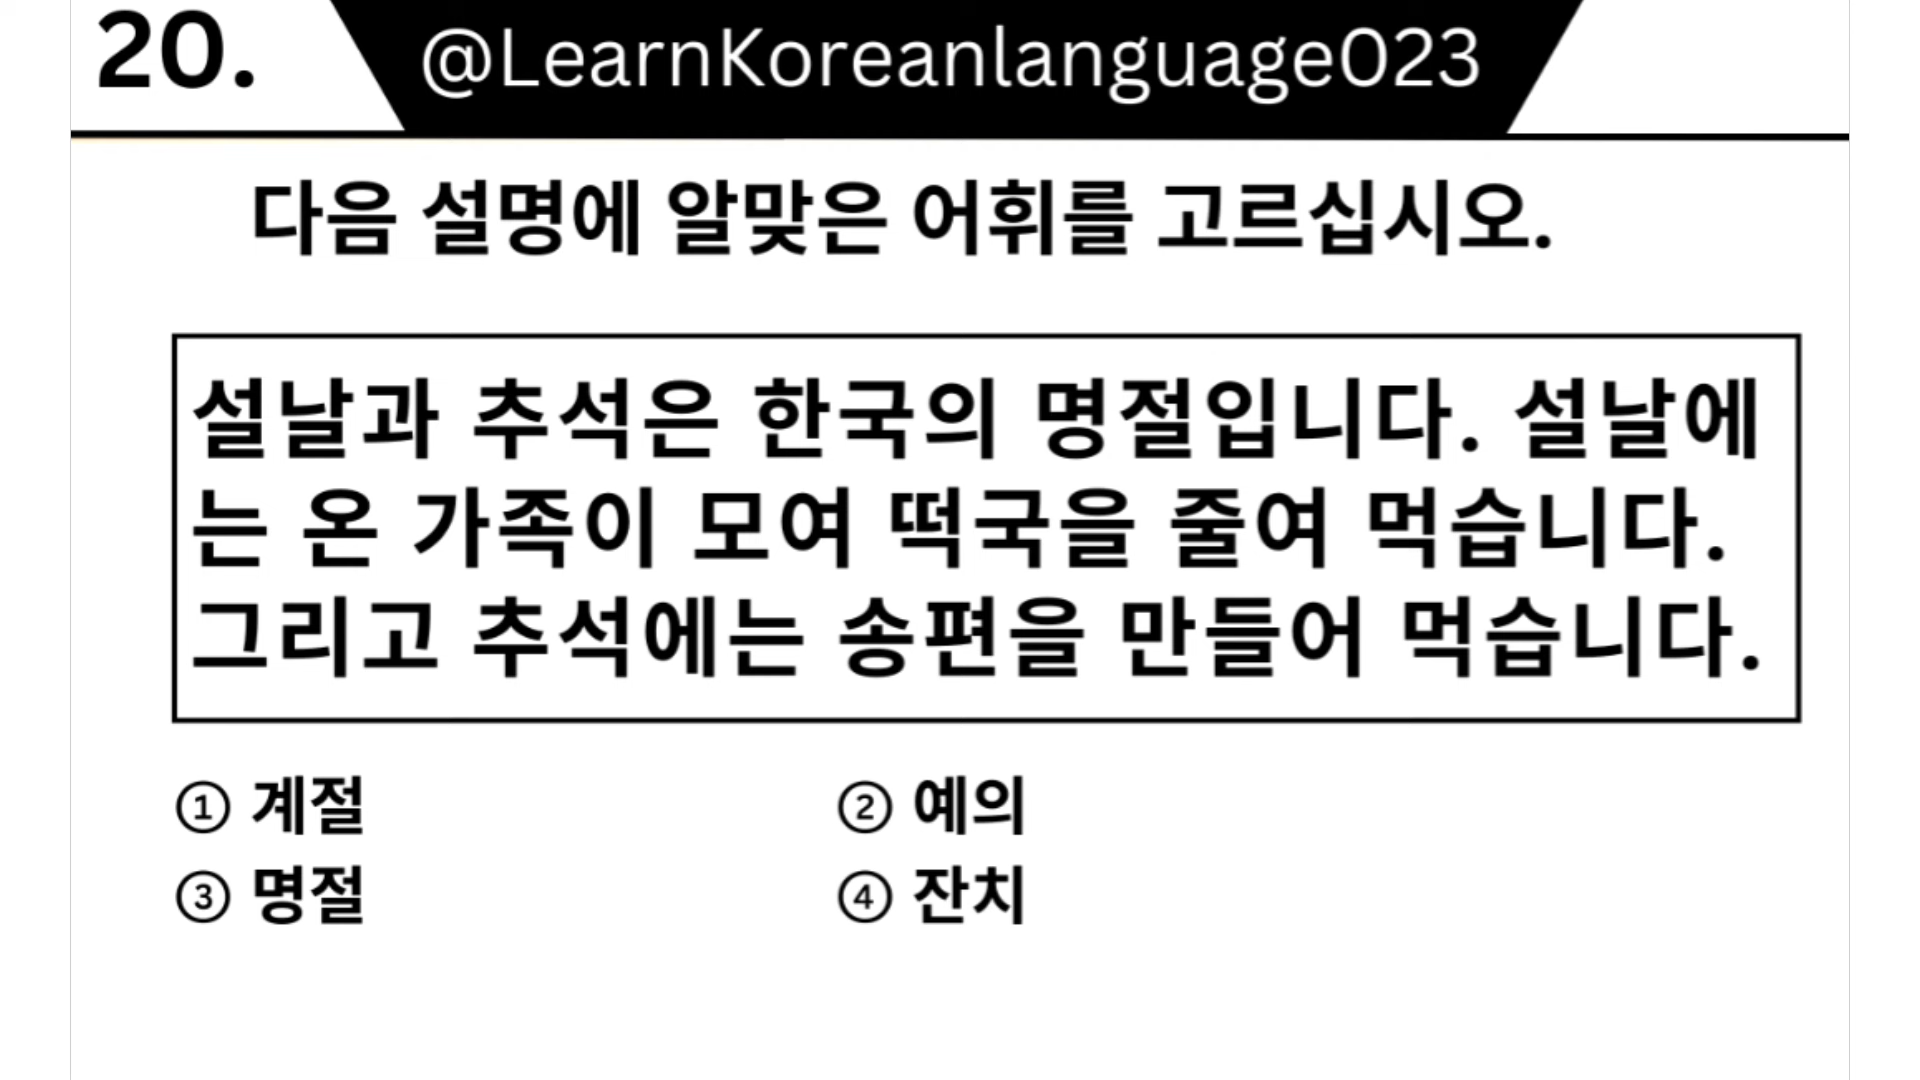 20.
@LearnKoreanlanguage023
다음 설명에 알맞은 어휘를 고르십시오.
설날과 추석은 한국의 명절입니다. 설날에
는 온 가족이 모여 떡국을 줄여 먹습니다.
그리고 추석에는 송편을 만들어 먹습니다.
① 계절 ② 예의
③ 명절 ④ 잔치